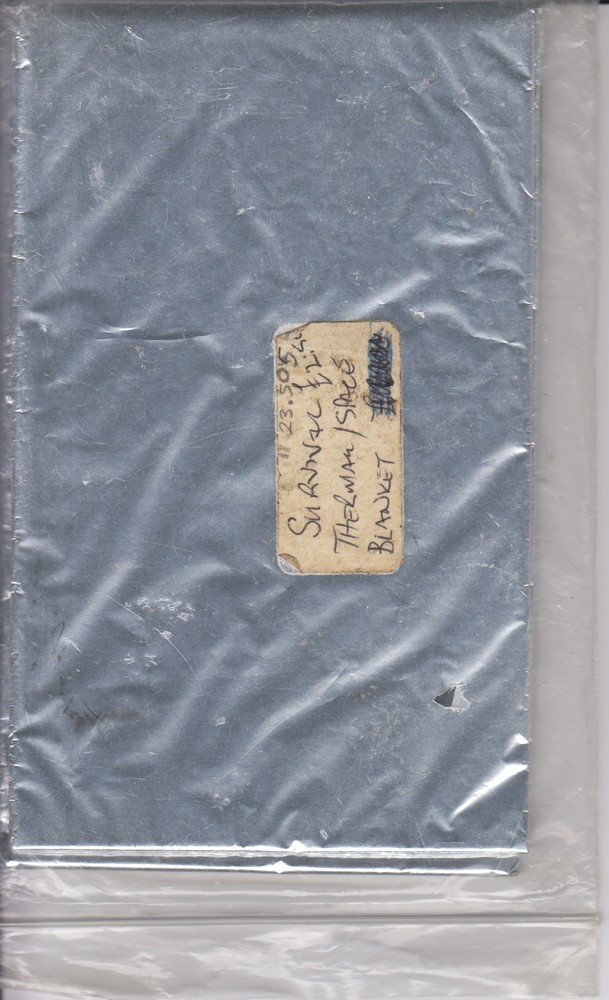 23.505
SURVIVAL
THERMAL/SPACE
BLANKET